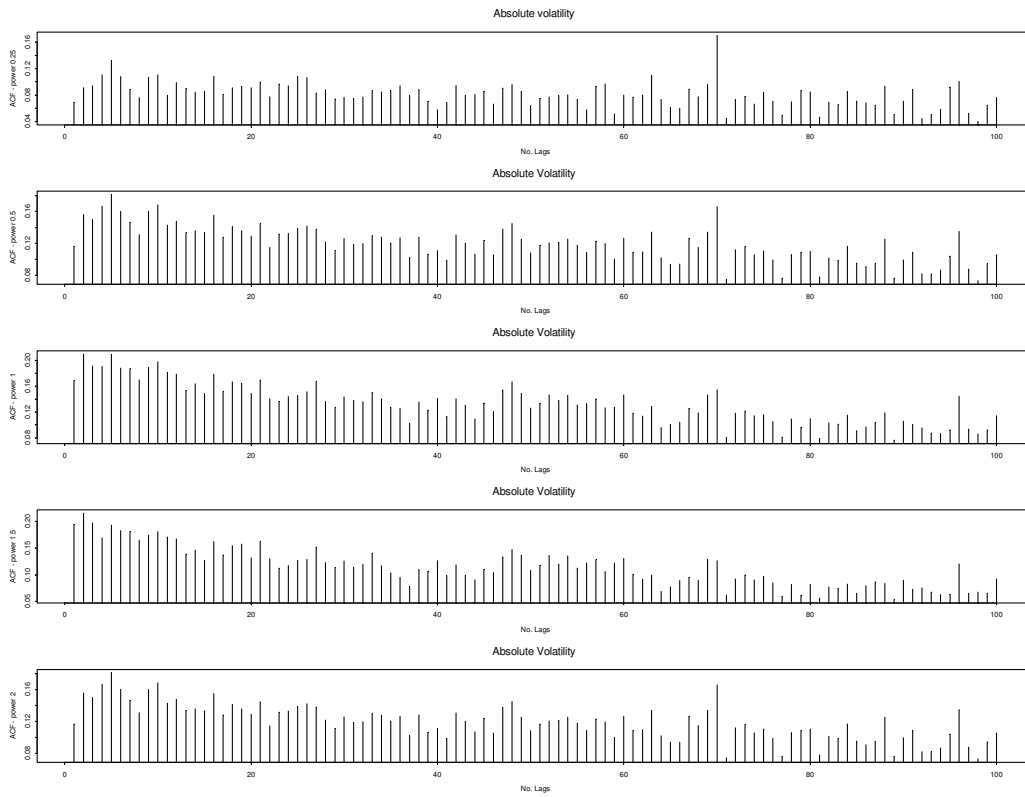 Absolute volatility
ACF - power 0.25
0.04 0.08 0.12 0.16
0 20 40 60 80 100
No. Lags
Absolute Volatility
ACF - power 0.5
0.08 0.12 0.16
0 20 40 60 80 100
No. Lags
Absolute Volatility
ACF - power 1
0.08 0.12 0.16 0.20
0 20 40 60 80 100
No. Lags
Absolute Volatility
ACF - power 1.5
0.05 0.10 0.15 0.20
0 20 40 60 80 100
No. Lags
Absolute Volatility
ACF - power 2
0.08 0.12 0.16
0 20 40 60 80 100
No. Lags